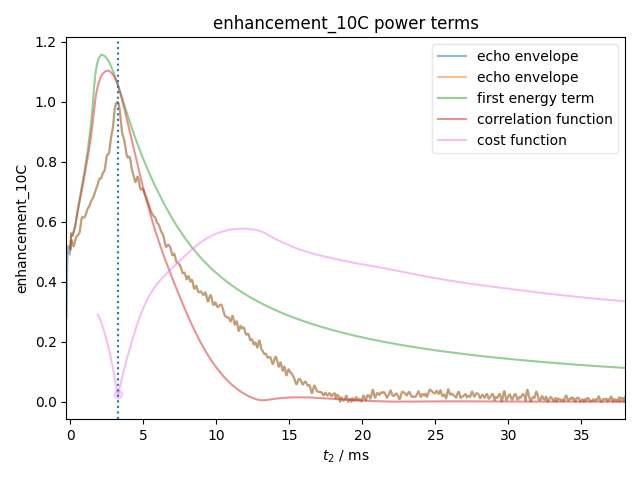 enhancement_10C power terms
echo envelope
echo envelope
first energy term
correlation function
cost function
enhancement_10C
1.2
1.0
0.8
0.6
0.4
0.2
0.0
0 5 10 15 20 25 30 35
t₂ / ms